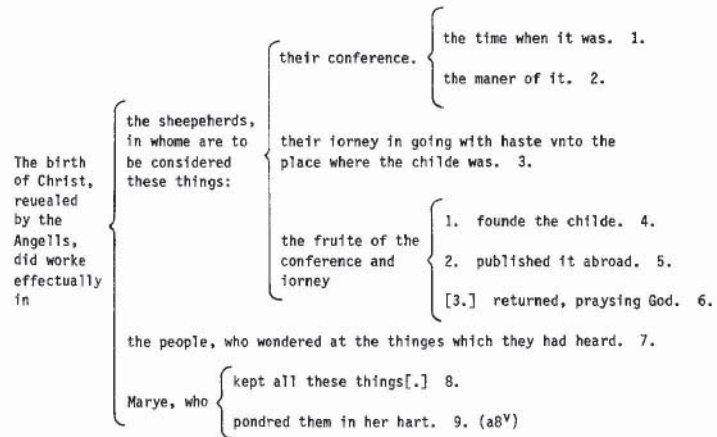 The birth
of Christ,
reuealed
by the
Angells,
did worke
effectually
in
the sheepeherds,
in whome are to
be considered
these things:
their conference.
the time when it was. 1.
the maner of it. 2.
their iorney in going with haste vnto the
place where the childe was. 3.
the fruite of the
conference and
iorney
1. founde the childe. 4.
2. published it abroad. 5.
[3.] returned, praysing God. 6.
the people, who wondered at the thinges which they had heard. 7.
Marye, who
kept all these things[.] 8.
pondred them in her hart. 9. (a8v)